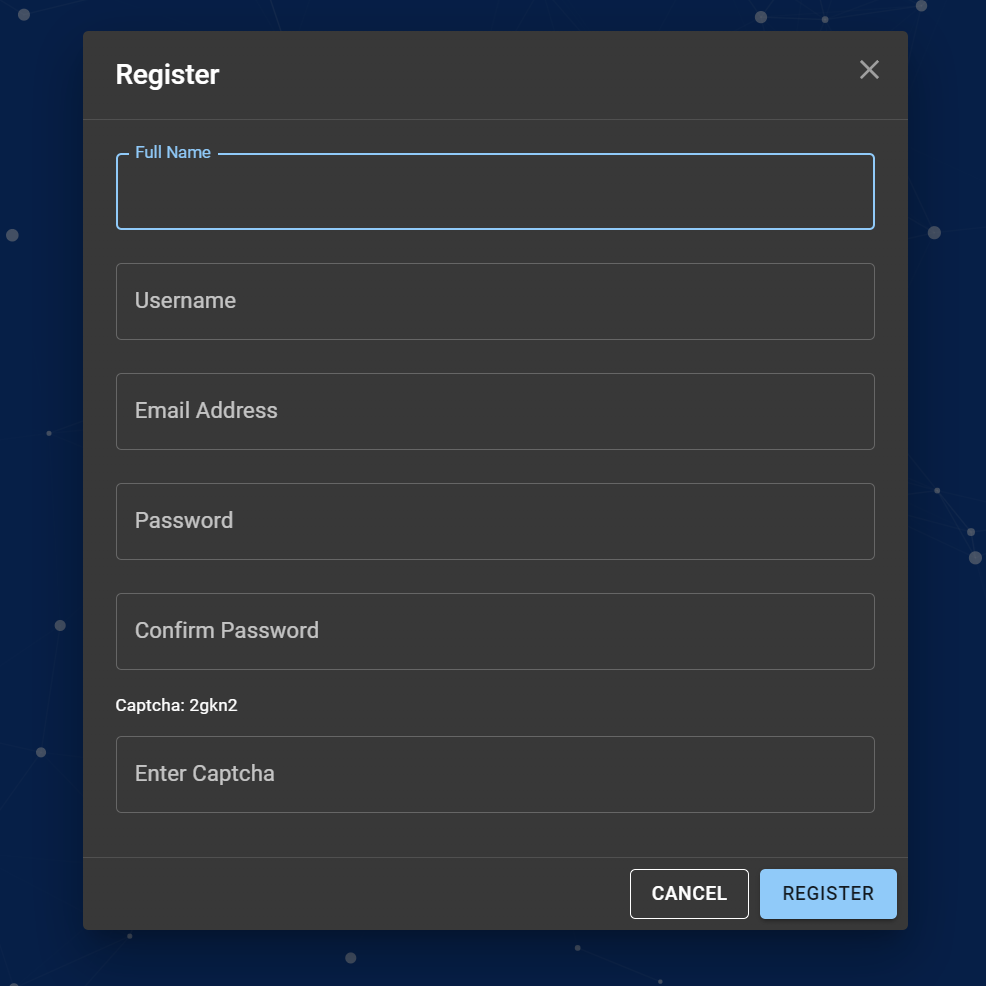 Register
Full Name
Username
Email Address
Password
Confirm Password
Captcha: 2gkn2
Enter Captcha
CANCEL REGISTER